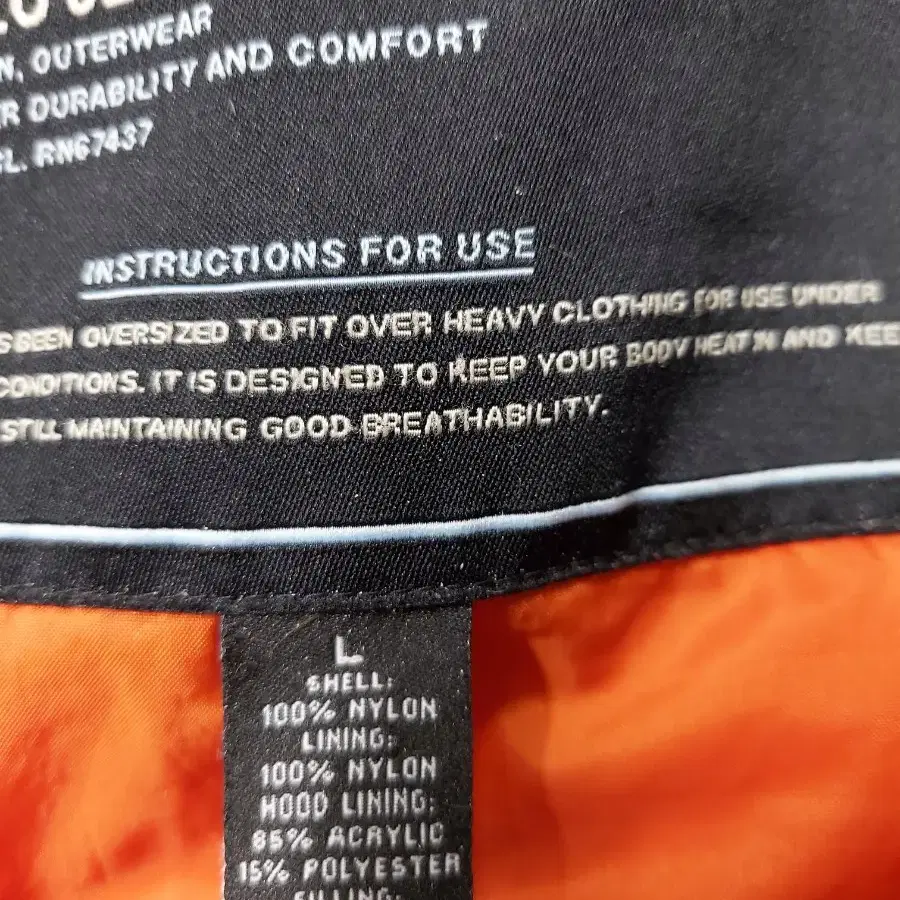 N, OUTERWEAR
R DURABILITY AND COMFORT
CL. RN67437
INSTRUCTIONS FOR USE
S BEEN OVERSIZED TO FIT OVER HEAVY CLOTHING FOR USE UNDER
CONDITIONS. IT IS DESIGNED TO KEEP YOUR BODY HEAT IN AND KEE
STILL MAINTAINING GOOD BREATHABILITY.
L
SHELL:
100% NYLON
LINING:
100% NYLON
HOOD LINING:
85% ACRYLIC
15% POLYESTER
FILLING: